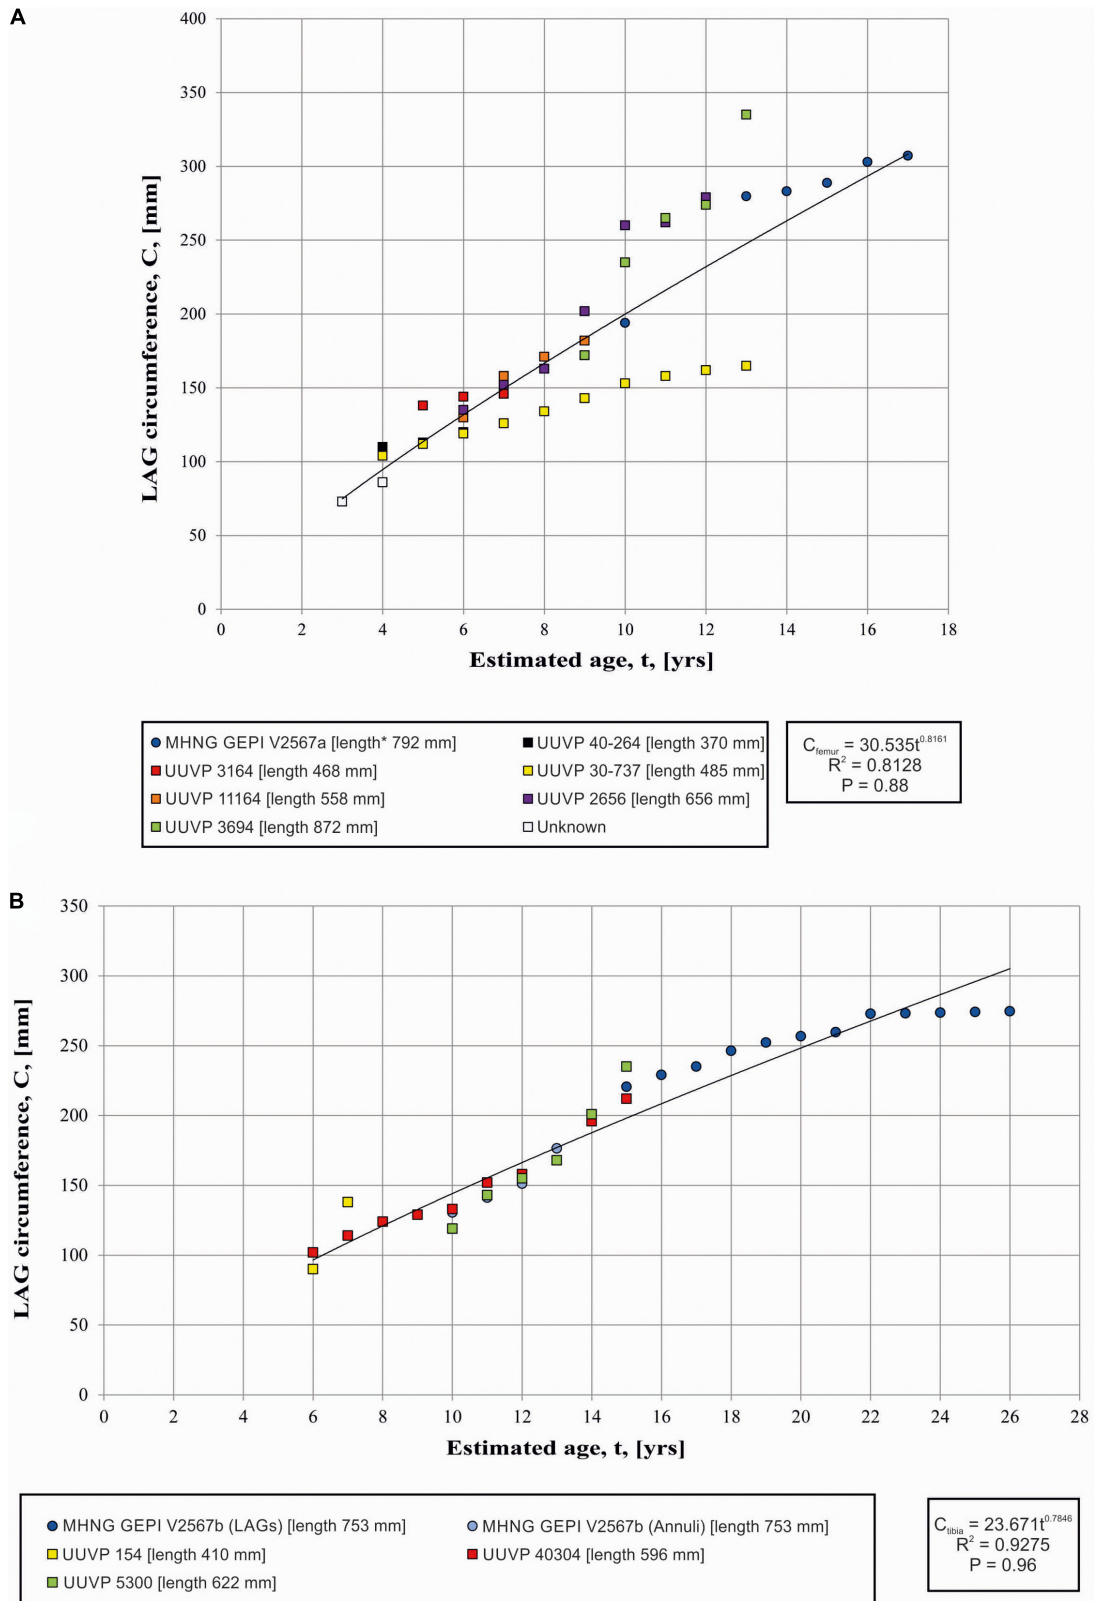 A
400
350
300
250
200
150
100
50
0
LAG circumference, C, [mm]
0 2 4 6 8 10 12 14 16 18
Estimated age, t, [yrs]
MHNG GEPI V2567a [length* 792 mm]
UUVP 40-264 [length 370 mm]
UUVP 3164 [length 468 mm]
UUVP 30-737 [length 485 mm]
UUVP 11164 [length 558 mm]
UUVP 2656 [length 656 mm]
UUVP 3694 [length 872 mm]
Unknown
C femur = 30.535t^0.8161
R² = 0.8128
P = 0.88
B
350
300
250
200
150
100
50
0
LAG circumference, C, [mm]
0 2 4 6 8 10 12 14 16 18 20 22 24 26 28
Estimated age, t, [yrs]
MHNG GEPI V2567b (LAGs) [length 753 mm]
MHNG GEPI V2567b (Annuli) [length 753 mm]
UUVP 154 [length 410 mm]
UUVP 40304 [length 596 mm]
UUVP 5300 [length 622 mm]
C tibia = 23.671t^0.7846
R² = 0.9275
P = 0.96